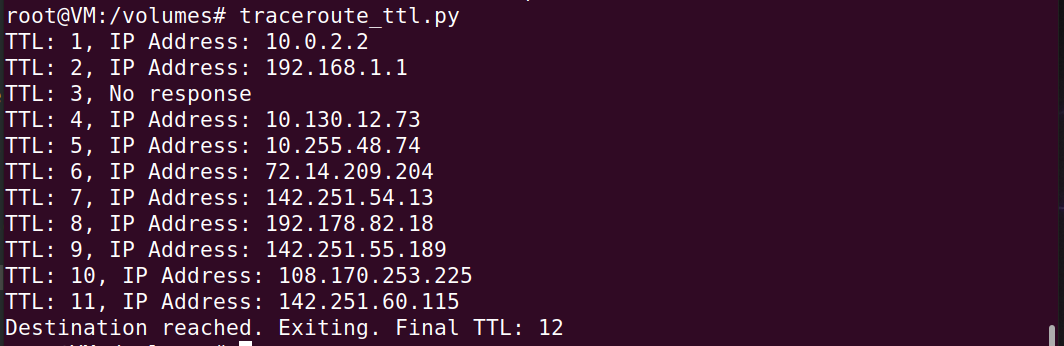 root@VM:/volumes# traceroute_ttl.py
TTL: 1, IP Address: 10.0.2.2
TTL: 2, IP Address: 192.168.1.1
TTL: 3, No response
TTL: 4, IP Address: 10.130.12.73
TTL: 5, IP Address: 10.255.48.74
TTL: 6, IP Address: 72.14.209.204
TTL: 7, IP Address: 142.251.54.13
TTL: 8, IP Address: 192.178.82.18
TTL: 9, IP Address: 142.251.55.189
TTL: 10, IP Address: 108.170.253.225
TTL: 11, IP Address: 142.251.60.115
Destination reached. Exiting. Final TTL: 12